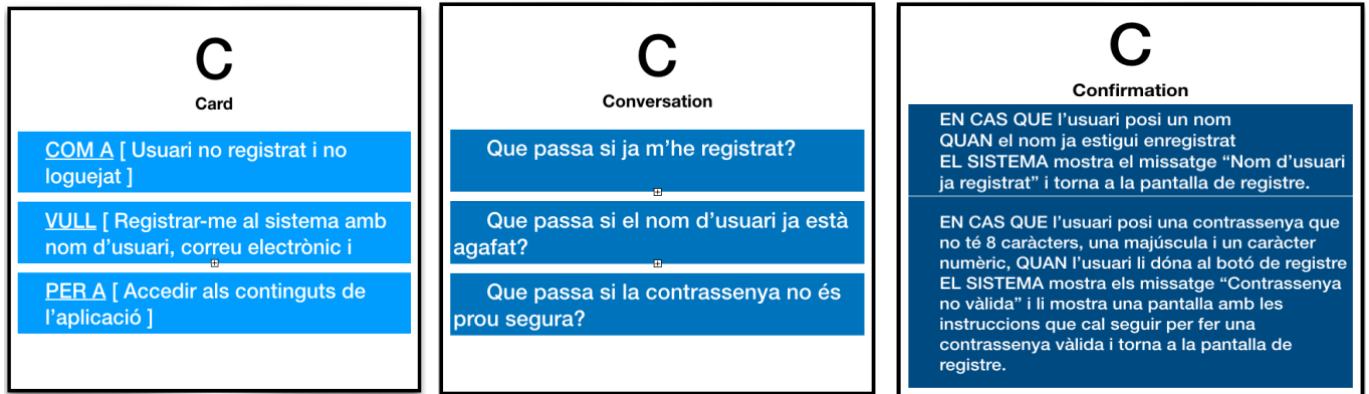 C
Card
COM A [ Usuari no registrat i no
loguejat ]
VULL [ Registrar-me al sistema amb
nom d’usuari, correu electrònic i
PER A [ Accedir als continguts de
l’aplicació ]
C
Conversation
Que passa si ja m’he registrat?
Que passa si el nom d’usuari ja està
agafat?
Que passa si la contrassenya no és
prou segura?
C
Confirmation
EN CAS QUE l’usuari posi un nom
QUAN el nom ja estigui enregistrat
EL SISTEMA mostra el missatge “Nom d’usuari
ja registrat” i torna a la pantalla de registre.
EN CAS QUE l’usuari posi una contrassenya que
no té 8 caràcters, una majúscula i un caràcter
numèric, QUAN l’usuari li dóna al botó de registre
EL SISTEMA mostra els missatge “Contrassenya
no vàlida” i li mostra una pantalla amb les
instruccions que cal seguir per fer una
contrassenya vàlida i torna a la pantalla de
registre.